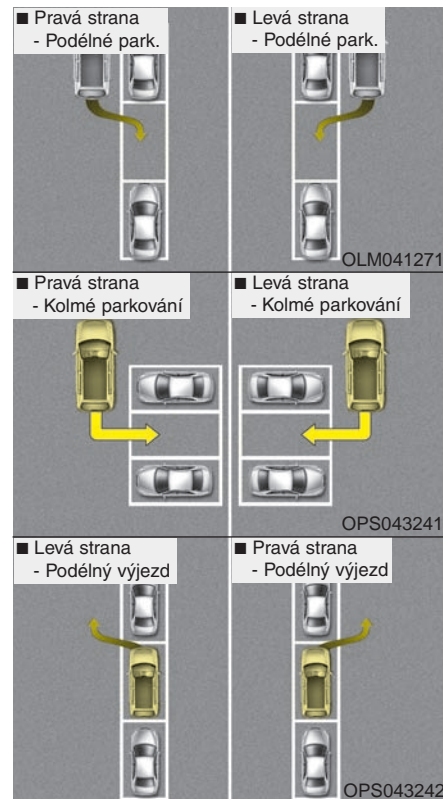 ■ Pravá strana
- Podélné park.
■ Levá strana
- Podélné park.
OLM041271
■ Pravá strana
- Kolmé parkování
■ Levá strana
- Kolmé parkování
OPS043241
■ Levá strana
- Podélný výjezd
■ Pravá strana
- Podélný výjezd
OPS043242